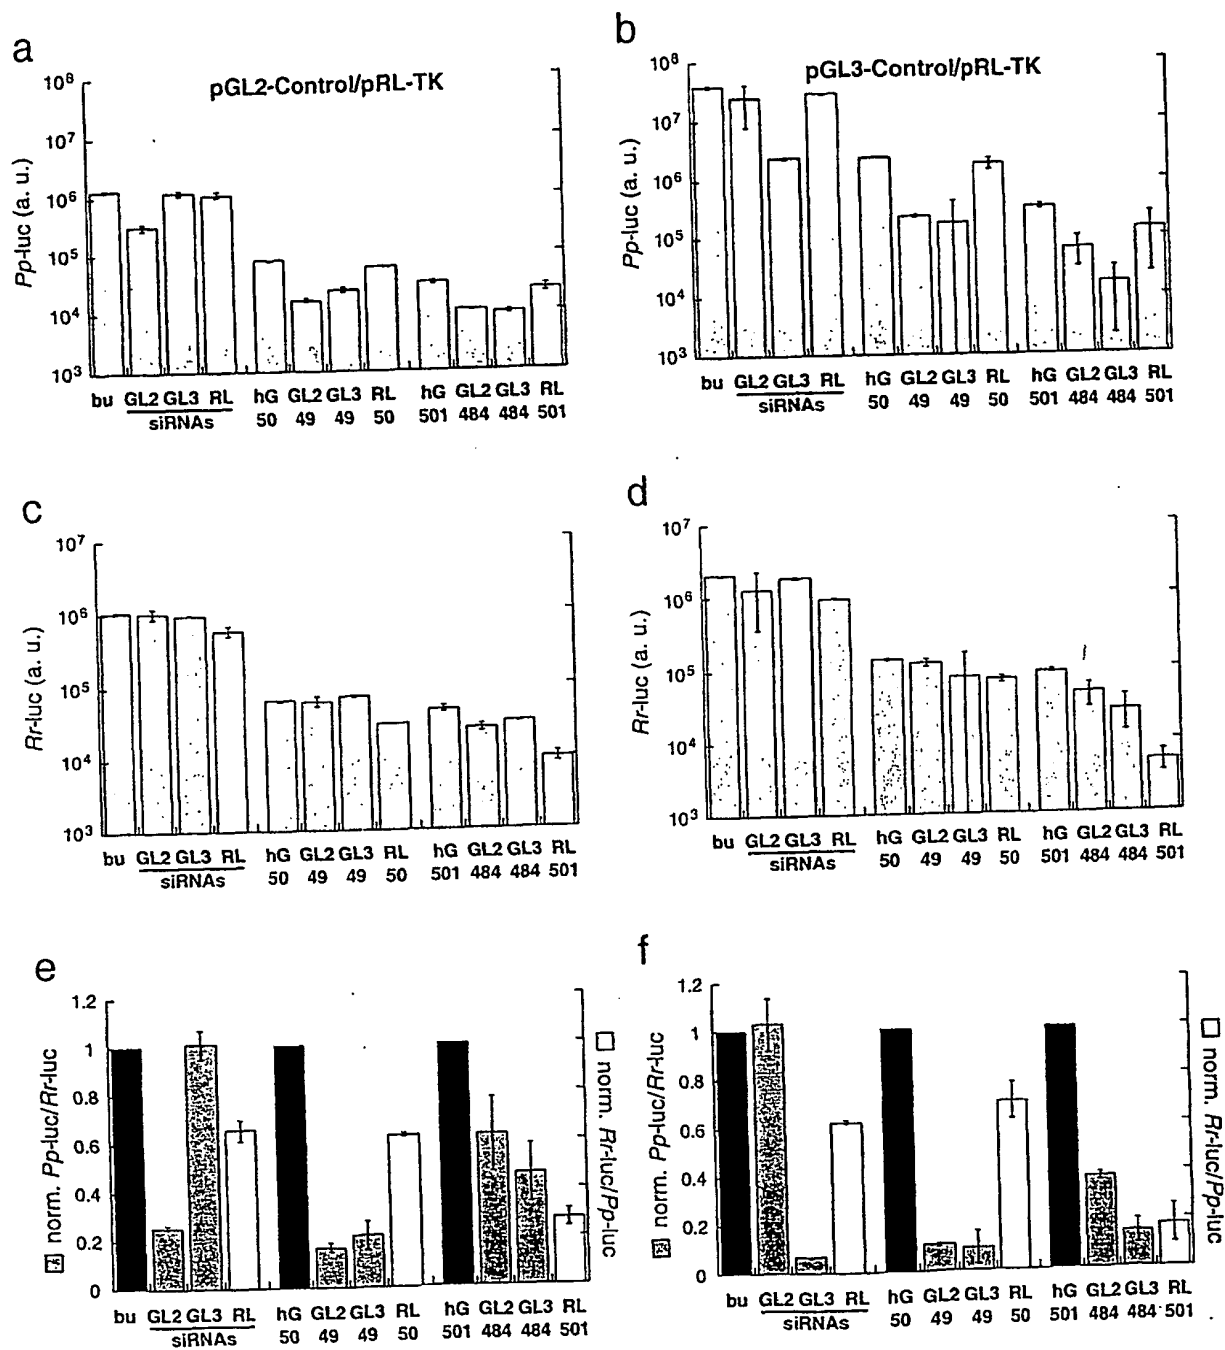 a
pGL2-Control/pRL-TK
Pp-luc (a. u.)
10⁸
10⁷
10⁶
10⁵
10⁴
10³
bu GL2 GL3 RL hG GL2 GL3 RL hG GL2 GL3 RL
siRNAs 50 49 49 50 501 484 484 501
b
pGL3-Control/pRL-TK
Pp-luc (a. u.)
10⁸
10⁷
10⁶
10⁵
10⁴
10³
bu GL2 GL3 RL hG GL2 GL3 RL hG GL2 GL3 RL
siRNAs 50 49 49 50 501 484 484 501
c
Rr-luc (a. u.)
10⁷
10⁶
10⁵
10⁴
10³
bu GL2 GL3 RL hG GL2 GL3 RL hG GL2 GL3 RL
siRNAs 50 49 49 50 501 484 484 501
d
Rr-luc (a. u.)
10⁷
10⁶
10⁵
10⁴
10³
bu GL2 GL3 RL hG GL2 GL3 RL hG GL2 GL3 RL
siRNAs 50 49 49 50 501 484 484 501
e
norm. Pp-luc/Rr-luc
1.2
1
0.8
0.6
0.4
0.2
0
norm. Rr-luc/Pp-luc
bu GL2 GL3 RL hG GL2 GL3 RL hG GL2 GL3 RL
siRNAs 50 49 49 50 501 484 484 501
f
norm. Pp-luc/Rr-luc
1.2
1
0.8
0.6
0.4
0.2
0
norm. Rr-luc/Pp-luc
bu GL2 GL3 RL hG GL2 GL3 RL hG GL2 GL3 RL
siRNAs 50 49 49 50 501 484 484 501